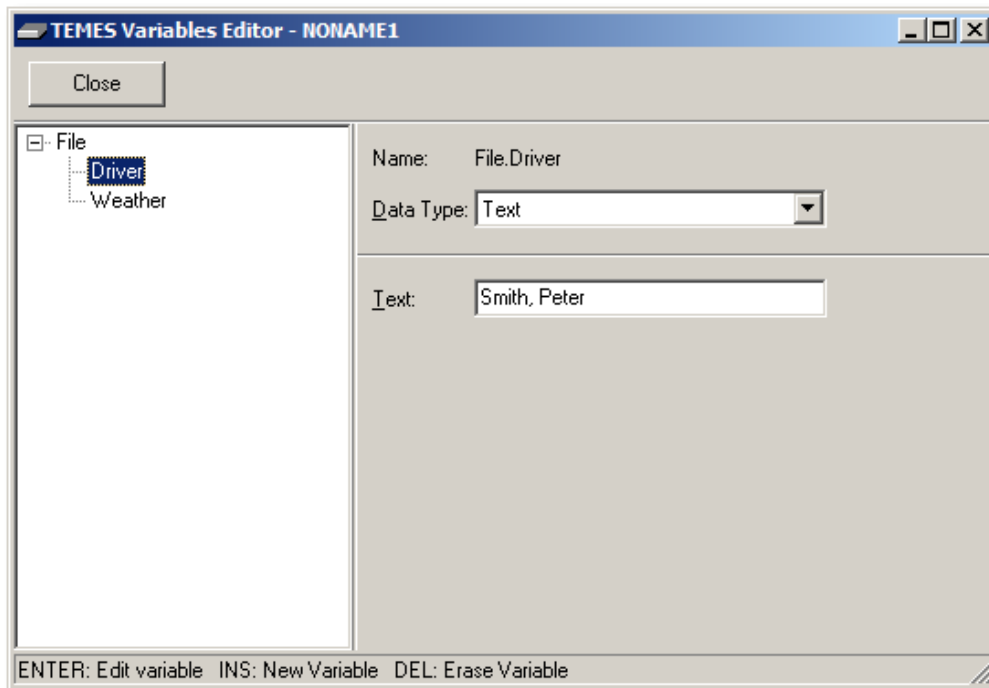 TEMES Variables Editor - NONAME1
Close
File
Driver
Weather
Name: File.Driver
Data Type: Text
Text: Smith, Peter
ENTER: Edit variable INS: New Variable DEL: Erase Variable